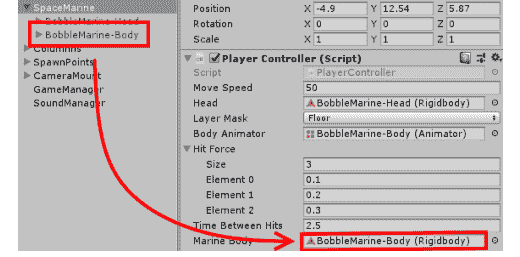 SpaceMarine
BobbleMarine-Head
BobbleMarine-Body
Columns
SpawnPoints
CameraMount
GameManager
SoundManager
Position X -4.9 Y 12.54 Z 5.87
Rotation X 0 Y 0 Z 0
Scale X 1 Y 1 Z 1
Player Controller (Script)
Script PlayerController
Move Speed 50
Head BobbleMarine-Head (Rigidbody)
Layer Mask Floor
Body Animator BobbleMarine-Body (Animator)
Hit Force
Size 3
Element 0 0.1
Element 1 0.2
Element 2 0.3
Time Between Hits 2.5
Marine Body BobbleMarine-Body (Rigidbody)